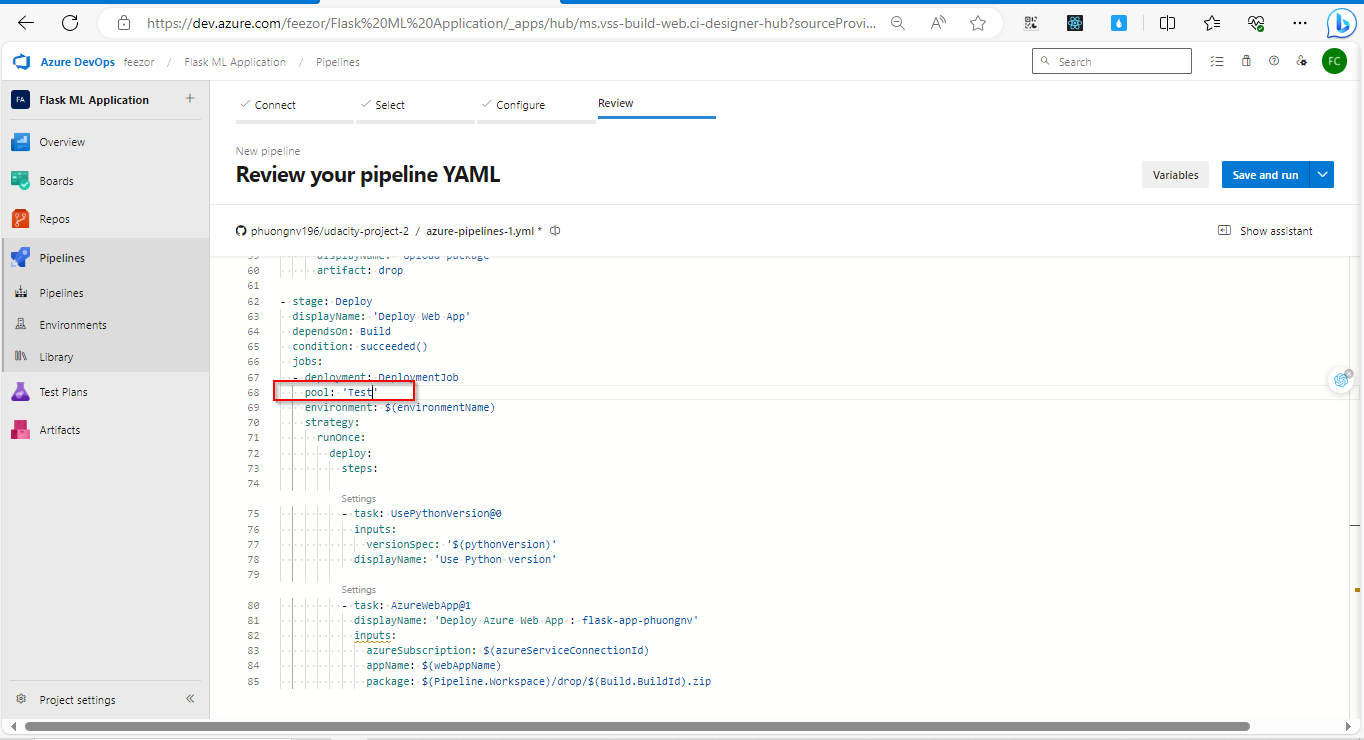 https://dev.azure.com/feezor/Flask%20ML%20Application/_apps/hub/ms.vss-build-web.ci-designer-hub?sourceProvi...
Azure DevOps feezor / Flask ML Application / Pipelines
Search
FC
FA Flask ML Application +
Overview
Boards
Repos
Pipelines
Pipelines
Environments
Library
Test Plans
Artifacts
Project settings
Connect
Select
Configure
Review
New pipeline
Review your pipeline YAML
Variables
Save and run
phuongnv196/udacity-project-2 / azure-pipelines-1.yml *
Show assistant
59 displayName: 'Upload package'
60 artifact: drop
61
62 - stage: Deploy
63 displayName: 'Deploy Web App'
64 dependsOn: Build
65 condition: succeeded()
66 jobs:
67 - deployment: DeploymentJob
68 pool: 'Test'
69 environment: $(environmentName)
70 strategy:
71 runOnce:
72 deploy:
73 steps:
74
Settings
75 - task: UsePythonVersion@0
76 inputs:
77 versionSpec: '$(pythonVersion)'
78 displayName: 'Use Python version'
79
Settings
80 - task: AzureWebApp@1
81 displayName: 'Deploy Azure Web App : flask-app-phuongnv'
82 inputs:
83 azureSubscription: $(azureServiceConnectionId)
84 appName: $(webAppName)
85 package: $(Pipeline.Workspace)/drop/$(Build.BuildId).zip